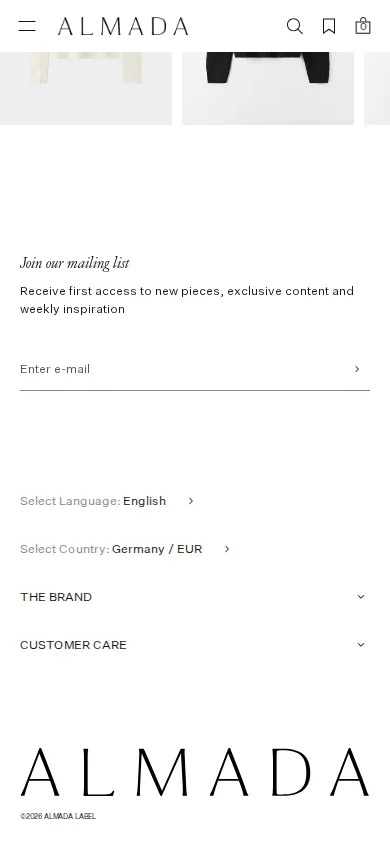 ALMADA
0
Join our mailing list
Receive first access to new pieces, exclusive content and
weekly inspiration
Enter e-mail
Select Language: English
Select Country: Germany / EUR
THE BRAND
CUSTOMER CARE
ALMADA
©2026 ALMADA LABEL